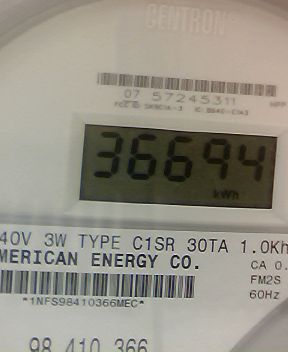 CENTRON®
07 57245311
36694
kWh
40V 3W TYPE C1SR 30TA 1.0Kh
MERICAN ENERGY CO.
CA 0.
FM2S
*1NFS98410366MEC*
60Hz
98 410 366